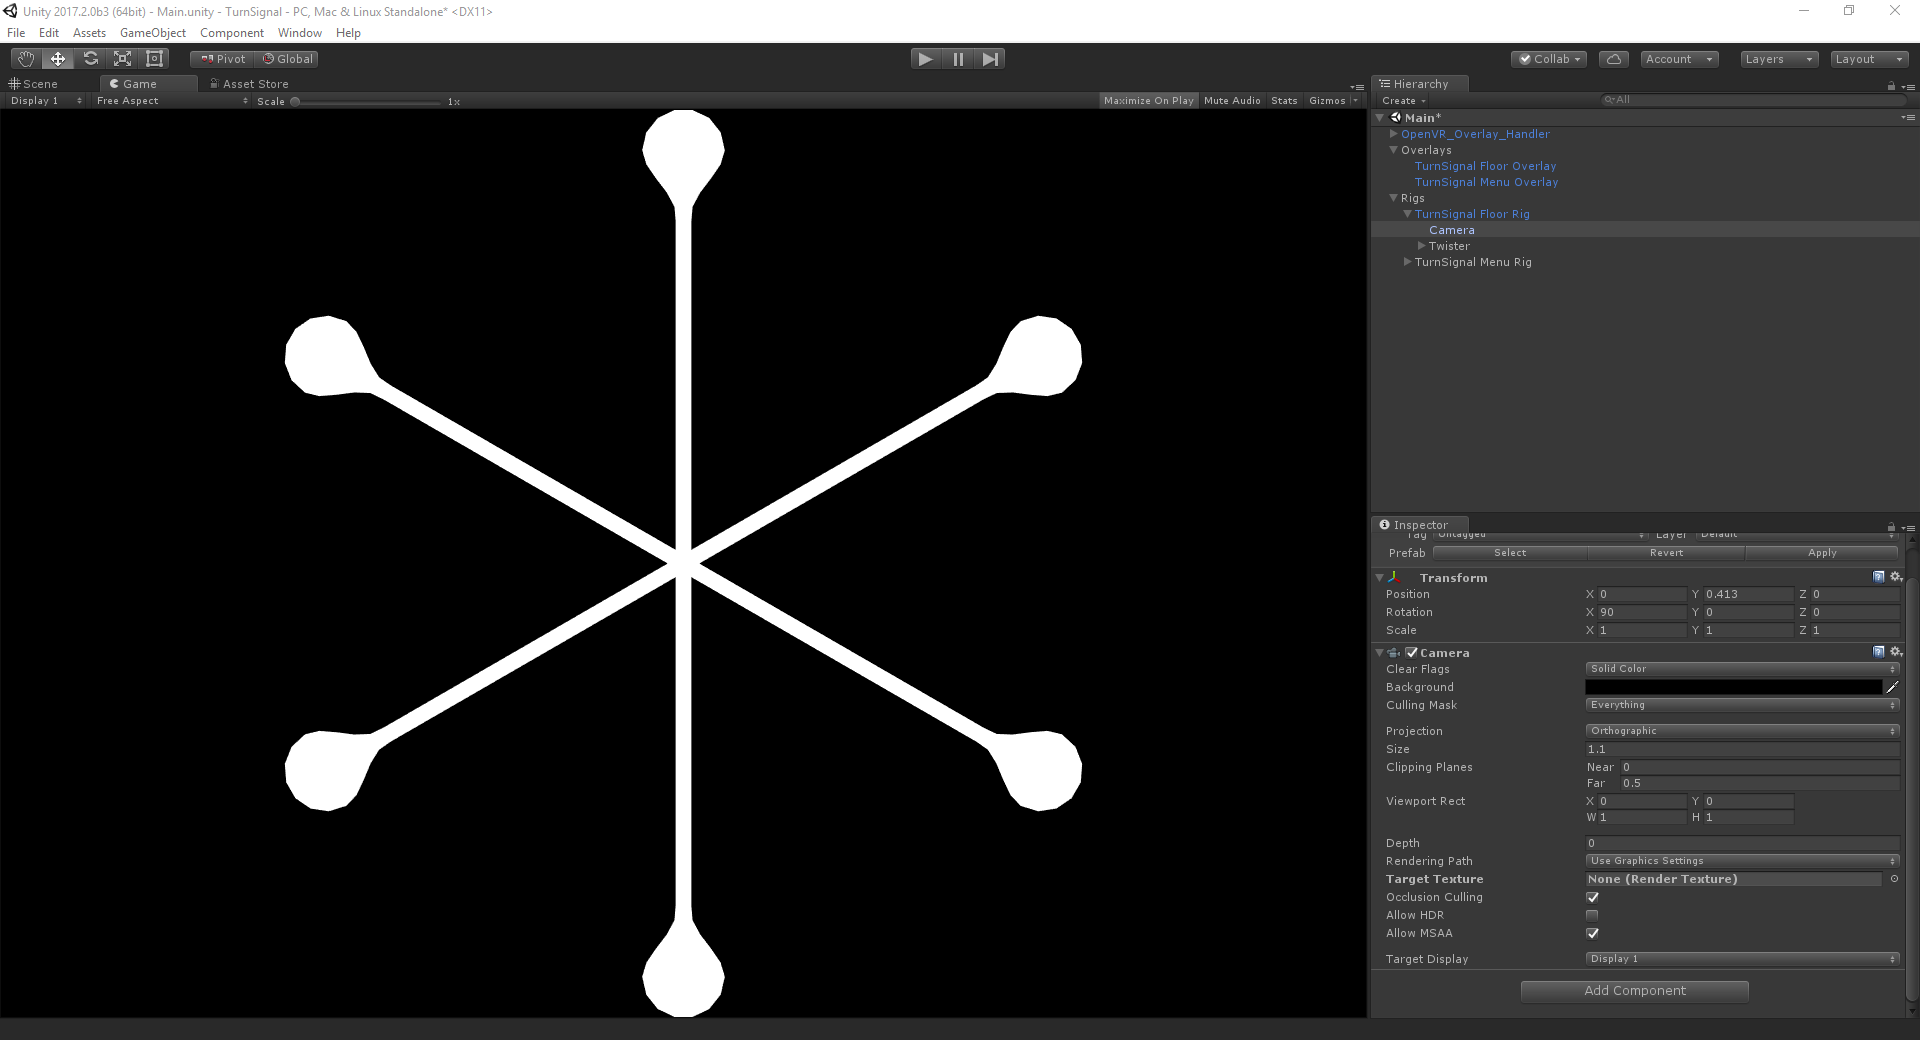 Unity 2017.2.0b3 (64bit) - Main.unity - TurnSignal - PC, Mac & Linux Standalone* <DX11>
File Edit Assets GameObject Component Window Help
Pivot Global Collab Account Layers Layout
Scene Game Asset Store
Display 1 Free Aspect Scale 1x Maximize On Play Mute Audio Stats Gizmos
Hierarchy
Create All
Main*
OpenVR_Overlay_Handler
Overlays
TurnSignal Floor Overlay
TurnSignal Menu Overlay
Rigs
TurnSignal Floor Rig
Camera
Twister
TurnSignal Menu Rig
Inspector
Tag Untagged Layer Default
Prefab Select Revert Apply
Transform
Position X 0 Y 0.413 Z 0
Rotation X 90 Y 0 Z 0
Scale X 1 Y 1 Z 1
Camera
Clear Flags Solid Color
Background
Culling Mask Everything
Projection Orthographic
Size 1.1
Clipping Planes Near 0
Far 0.5
Viewport Rect X 0 Y 0
W 1 H 1
Depth 0
Rendering Path Use Graphics Settings
Target Texture None (Render Texture)
Occlusion Culling
Allow HDR
Allow MSAA
Target Display Display 1
Add Component